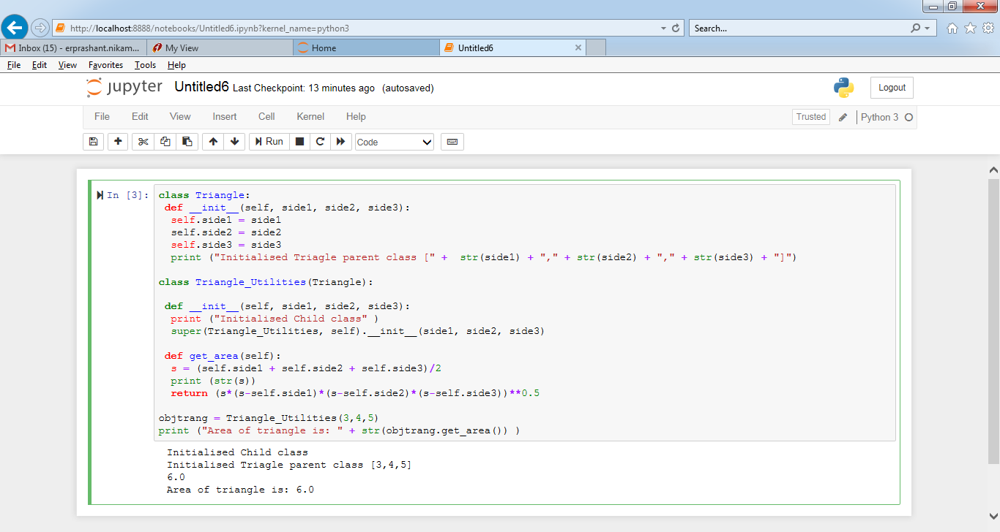 http://localhost:8888/notebooks/Untitled6.ipynb?kernel_name=python3
Search...
Inbox (15) - erprashant.nikam...
My View
Home
Untitled6
File Edit View Favorites Tools Help
jupyter Untitled6 Last Checkpoint: 13 minutes ago (autosaved)
Logout
File Edit View Insert Cell Kernel Help
Trusted
Python 3
Run
Code
In [3]:
class Triangle:
 def __init__(self, side1, side2, side3):
  self.side1 = side1
  self.side2 = side2
  self.side3 = side3
  print ("Initialised Triagle parent class [" +  str(side1) + "," + str(side2) + "," + str(side3) + "]")
class Triangle_Utilities(Triangle):
 def __init__(self, side1, side2, side3):
  print ("Initialised Child class" )
  super(Triangle_Utilities, self).__init__(side1, side2, side3)
 def get_area(self):
  s = (self.side1 + self.side2 + self.side3)/2
  print (str(s))
  return (s*(s-self.side1)*(s-self.side2)*(s-self.side3))**0.5
objtrang = Triangle_Utilities(3,4,5)
print ("Area of triangle is: " + str(objtrang.get_area()) )
Initialised Child class
Initialised Triagle parent class [3,4,5]
6.0
Area of triangle is: 6.0